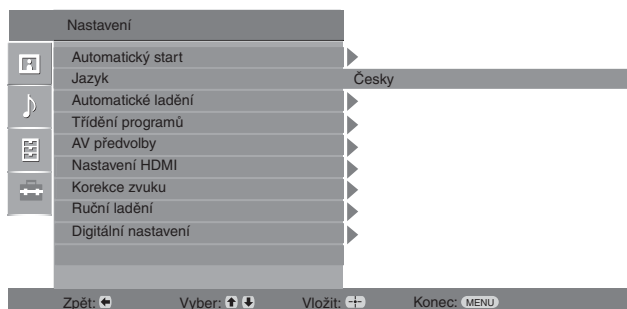 Nastavení
Automatický start
Jazyk Česky
Automatické ladění
Třídění programů
AV předvolby
Nastavení HDMI
Korekce zvuku
Ruční ladění
Digitální nastavení
Zpět: Vyber: Vložit: Konec: MENU